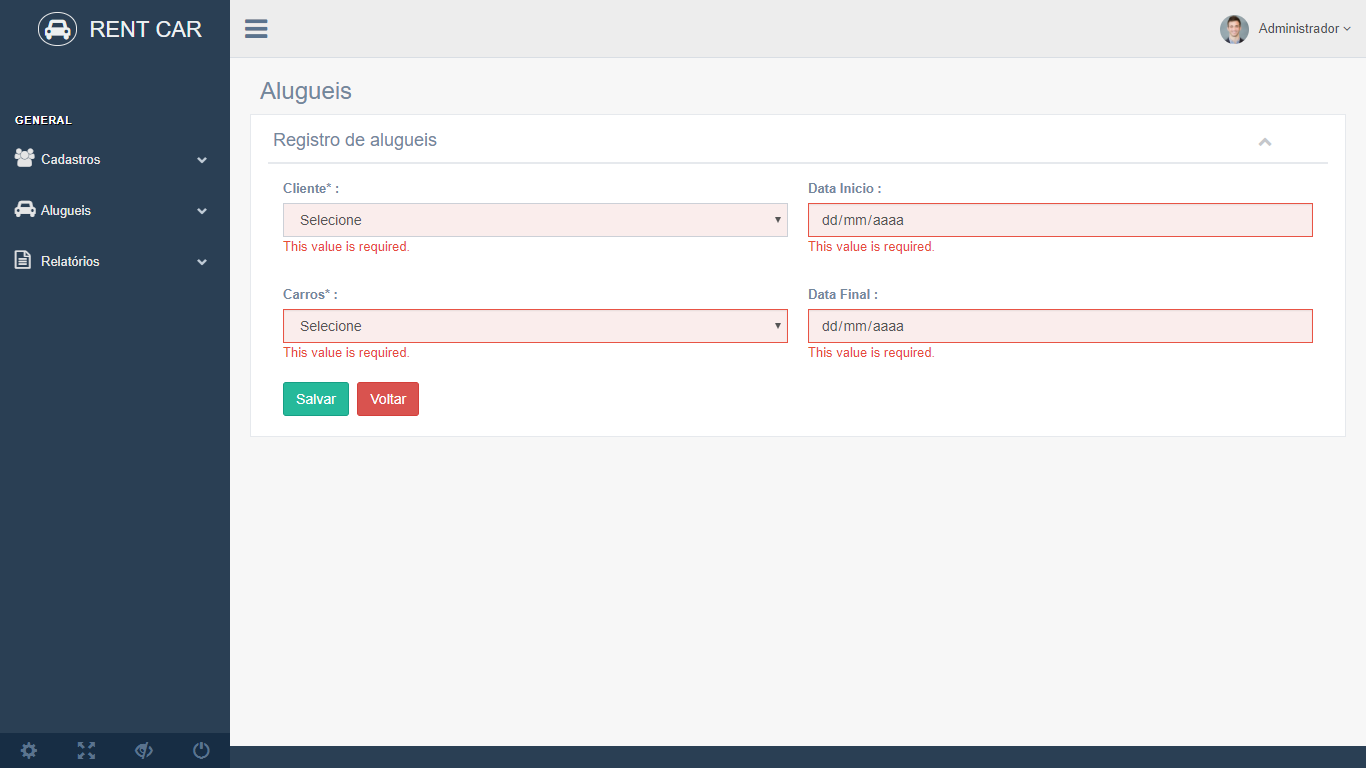 RENT CAR
Administrador
GENERAL
Cadastros
Alugueis
Relatórios
Alugueis
Registro de alugueis
Cliente* :
Data Inicio :
Selecione
dd/mm/aaaa
This value is required.
This value is required.
Carros* :
Data Final :
Selecione
dd/mm/aaaa
This value is required.
This value is required.
Salvar
Voltar